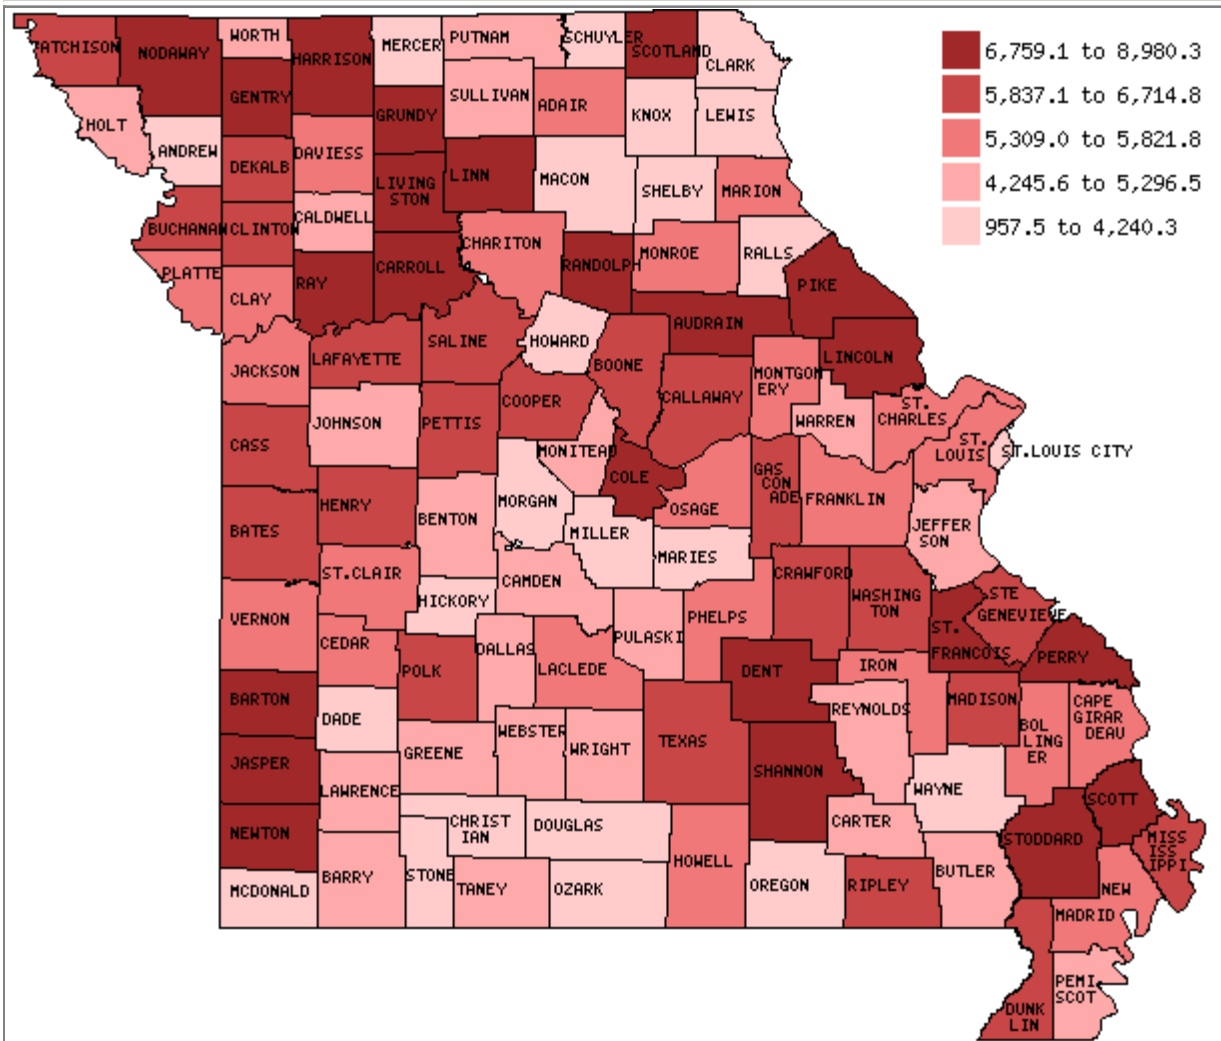 ATCHISON
NODAWAY
WORTH
HARRISON
MERCER
PUTNAM
SCHUYLER
SCOTLAND
CLARK
6,759.1 to 8,980.3
5,837.1 to 6,714.8
5,309.0 to 5,821.8
4,245.6 to 5,296.5
957.5 to 4,240.3
HOLT
GENTRY
GRUNDY
SULLIVAN
ADAIR
KNOX
LEWIS
ANDREW
DEKALB
DAVIESS
LIVING
STON
LINN
MACON
SHELBY
MARION
BUCHANAN
CLINTON
CALDWELL
CHARITON
RANDOLPH
MONROE
RALLS
PLATTE
CLAY
RAY
CARROLL
PIKE
AUDRAIN
JACKSON
LAFAYETTE
SALINE
HOWARD
BOONE
CALLAWAY
MONTGOM
ERY
LINCOLN
JOHNSON
PETTIS
COOPER
WARREN
ST.
CHARLES
CASS
MONITEAU
ST.
LOUIS
ST.LOUIS CITY
COLE
GAS
CON
ADE
FRANKLIN
BATES
HENRY
BENTON
MORGAN
MILLER
OSAGE
JEFFER
SON
MARIES
ST.CLAIR
HICKORY
CAMDEN
CRAWFORD
WASHING
TON
STE
GENEVIEVE
VERNON
CEDAR
POLK
DALLAS
LACLEDE
PULASKI
PHELPS
DENT
IRON
ST.
FRANCOIS
PERRY
BARTON
DADE
GREENE
WEBSTER
WRIGHT
TEXAS
REYNOLDS
MADISON
BOL
LING
ER
CAPE
GIRAR
DEAU
JASPER
LAWRENCE
SHANNON
WAYNE
SCOTT
NEWTON
CHRIST
IAN
DOUGLAS
CARTER
STODDARD
MISS
ISS
IPPI
MCDONALD
BARRY
STONE
TANEY
OZARK
HOWELL
OREGON
RIPLEY
BUTLER
NEW
MADRID
PEMI
SCOT
DUNK
LIN